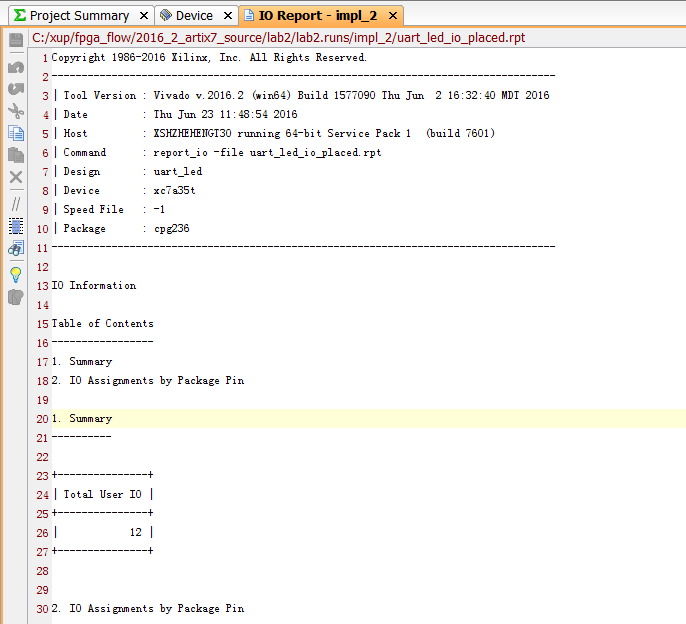 Project Summary × Device × IO Report - impl_2 ×
C:/xup/fpga_flow/2016_2_artix7_source/lab2/lab2.runs/impl_2/uart_led_io_placed.rpt
1 Copyright 1986-2016 Xilinx, Inc. All Rights Reserved.
2 -----------------------------------------------------------------------------------
3 | Tool Version : Vivado v.2016.2 (win64) Build 1577090 Thu Jun  2 16:32:40 MDT 2016
4 | Date         : Thu Jun 23 11:48:54 2016
5 | Host         : XSHZHEHENGT30 running 64-bit Service Pack 1  (build 7601)
6 | Command      : report_io -file uart_led_io_placed.rpt
7 | Design       : uart_led
8 | Device       : xc7a35t
9 | Speed File   : -1
10 | Package      : cpg236
11 -----------------------------------------------------------------------------------
12
13 IO Information
14
15 Table of Contents
16 -----------------
17 1. Summary
18 2. IO Assignments by Package Pin
19
20 1. Summary
21 ----------
22
23 +---------------+
24 | Total User IO |
25 +---------------+
26 |            12 |
27 +---------------+
28
29
30 2. IO Assignments by Package Pin